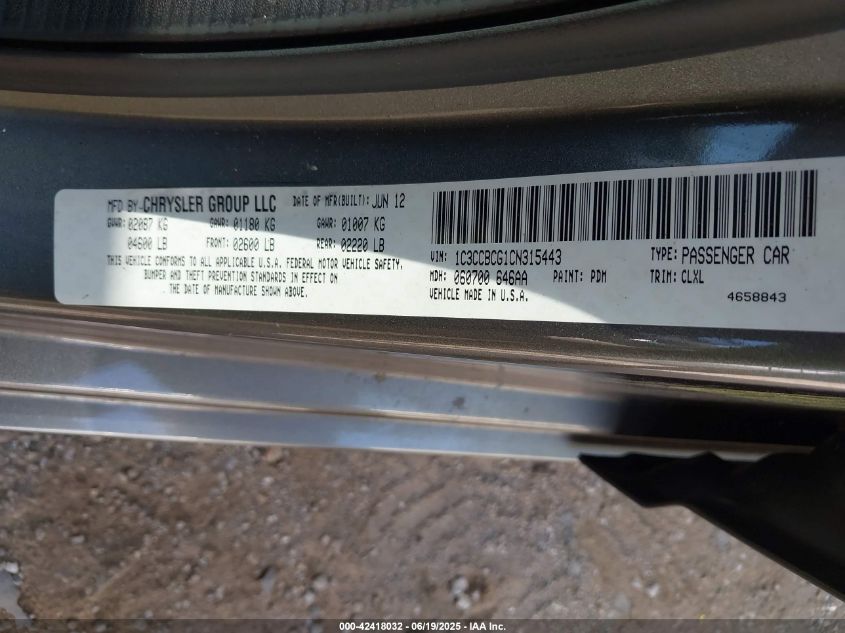 MFD BY CHRYSLER GROUP LLC DATE OF MFR(BUILT): JUN 12
GVWR: 02087 KG GAWR: 01180 KG GAWR: 01007 KG
04600 LB FRONT: 02600 LB REAR: 02220 LB
THIS VEHICLE CONFORMS TO ALL APPLICABLE U.S.A. FEDERAL MOTOR VEHICLE SAFETY,
BUMPER AND THEFT PREVENTION STANDARDS IN EFFECT ON
THE DATE OF MANUFACTURE SHOWN ABOVE.
VIN: 1C3CCBCG1CN315443 TYPE: PASSENGER CAR
MDH: 060700 646AA PAINT: PDM TRIM: CLXL
VEHICLE MADE IN U.S.A. 4658843
000-42418032 - 06/19/2025 - IAA Inc.